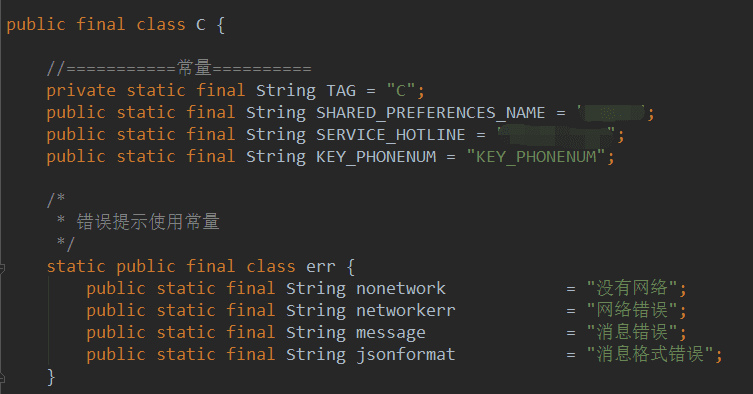 public final class C {
//===========常量==========
private static final String TAG = "C";
public static final String SHARED_PREFERENCES_NAME = " ";
public static final String SERVICE_HOTLINE = " ";
public static final String KEY_PHONENUM = "KEY_PHONENUM";
/*
* 错误提示使用常量
*/
static public final class err {
public static final String nonetwork = "没有网络";
public static final String networkerr = "网络错误";
public static final String message = "消息错误";
public static final String jsonformat = "消息格式错误";
}